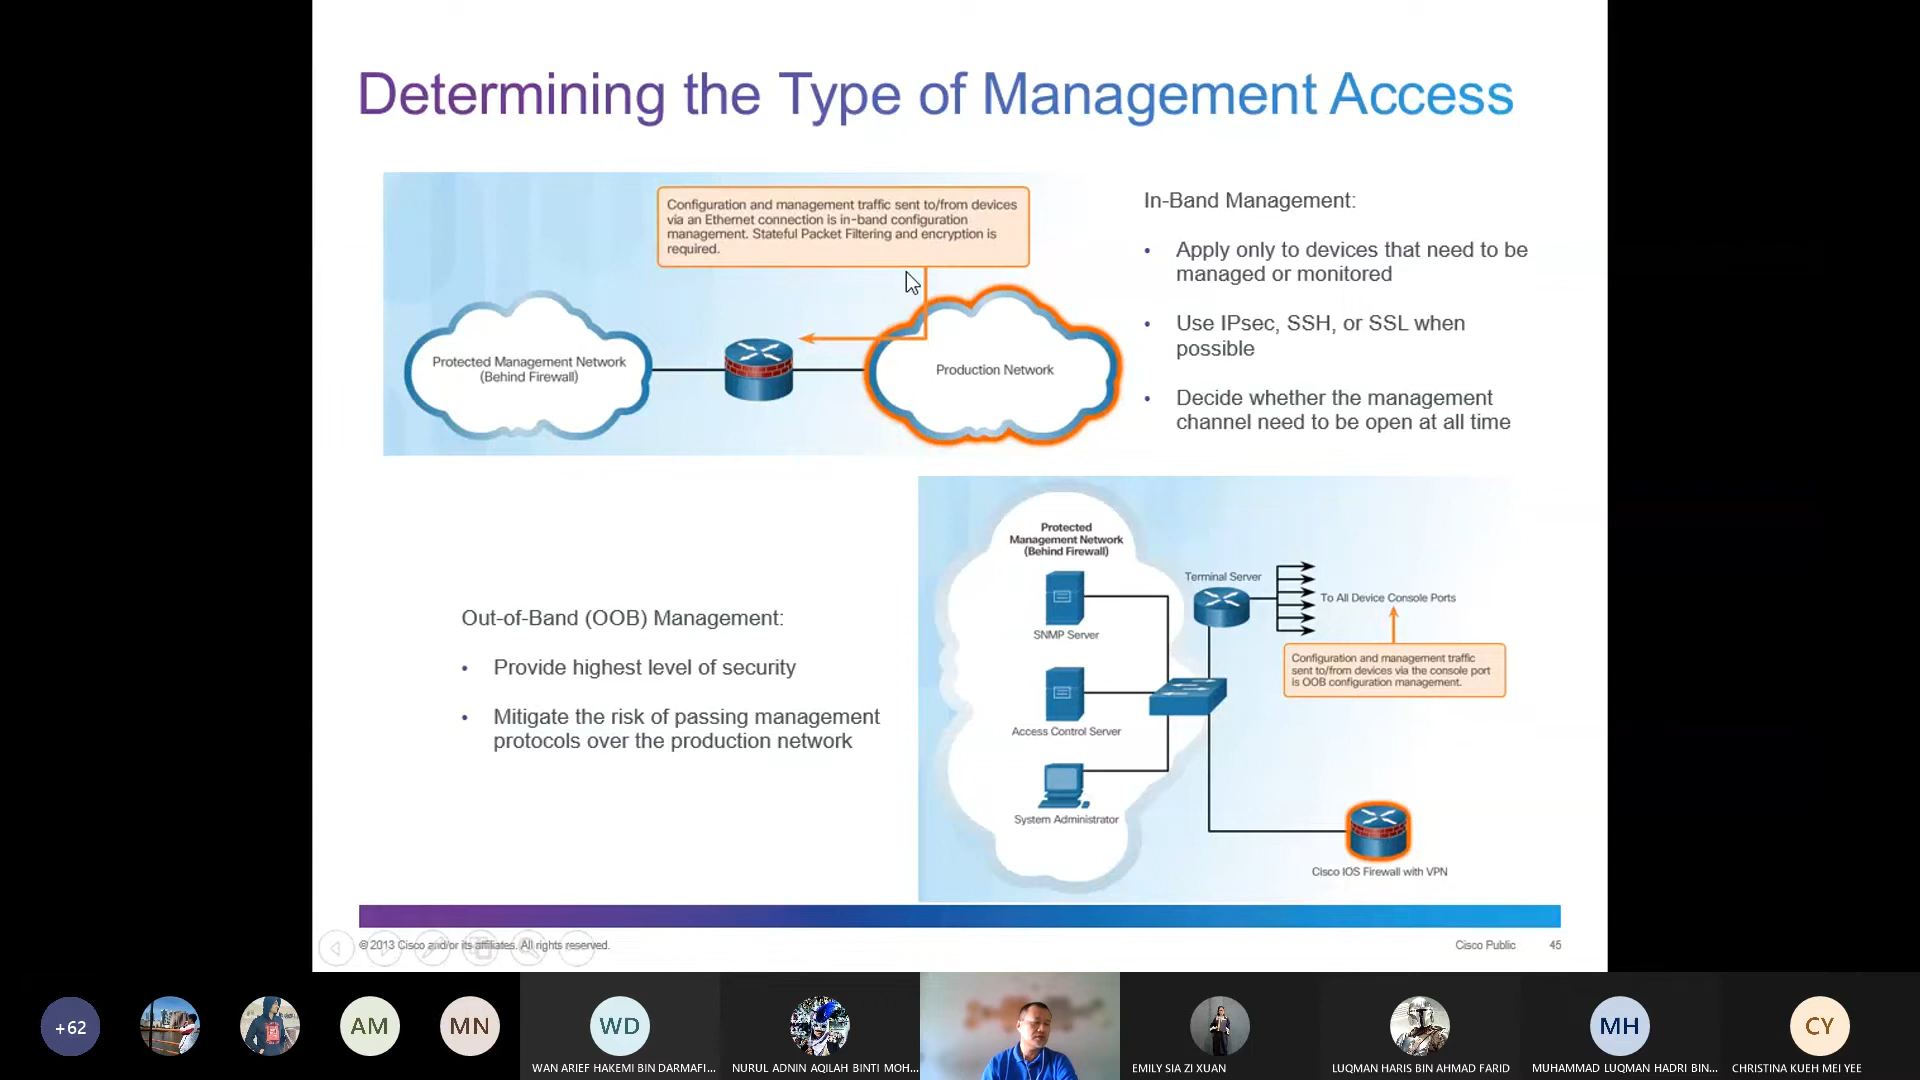 Determining the Type of Management Access
Configuration and management traffic sent to/from devices
via an Ethernet connection is in-band configuration
management. Stateful Packet Filtering and encryption is
required.
Protected Management Network
(Behind Firewall)
Production Network
In-Band Management:
• Apply only to devices that need to be
managed or monitored
• Use IPsec, SSH, or SSL when
possible
• Decide whether the management
channel need to be open at all time
Out-of-Band (OOB) Management:
• Provide highest level of security
• Mitigate the risk of passing management
protocols over the production network
Protected
Management Network
(Behind Firewall)
SNMP Server
Access Control Server
System Administrator
Terminal Server
To All Device Console Ports
Configuration and management traffic
sent to/from devices via the console port
is OOB configuration management.
Cisco IOS Firewall with VPN
© 2013 Cisco and/or its affiliates. All rights reserved.
Cisco Public
45
+62
AM
MN
WD
WAN ARIEF HAKEMI BIN DARMAFI...
NURUL ADNIN AQILAH BINTI MOH...
EMILY SIA ZI XUAN
LUQMAN HARIS BIN AHMAD FARID
MH
MUHAMMAD LUQMAN HADRI BIN...
CY
CHRISTINA KUEH MEI YEE